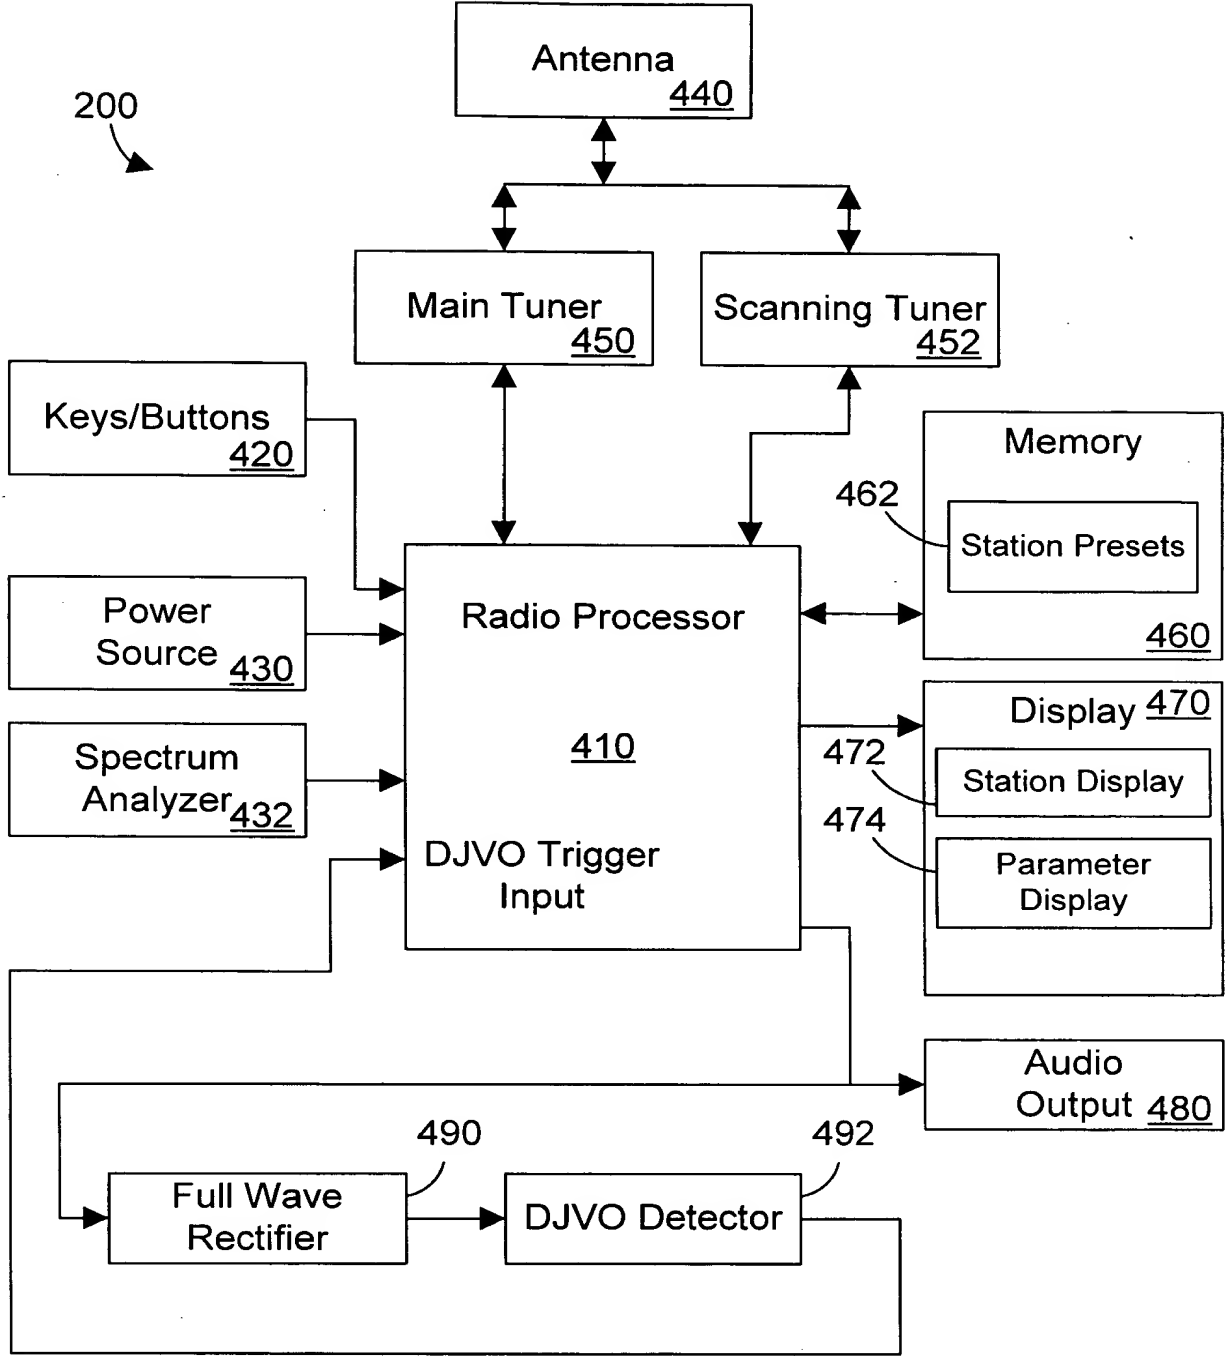 Antenna
440
200
Main Tuner
450
Scanning Tuner
452
Keys/Buttons
420
Memory
462
Station Presets
460
Power
Source 430
Radio Processor
410
Spectrum
Analyzer 432
Display 470
472
Station Display
474
Parameter
Display
DJVO Trigger
Input
Audio
Output 480
490
492
Full Wave
Rectifier
DJVO Detector